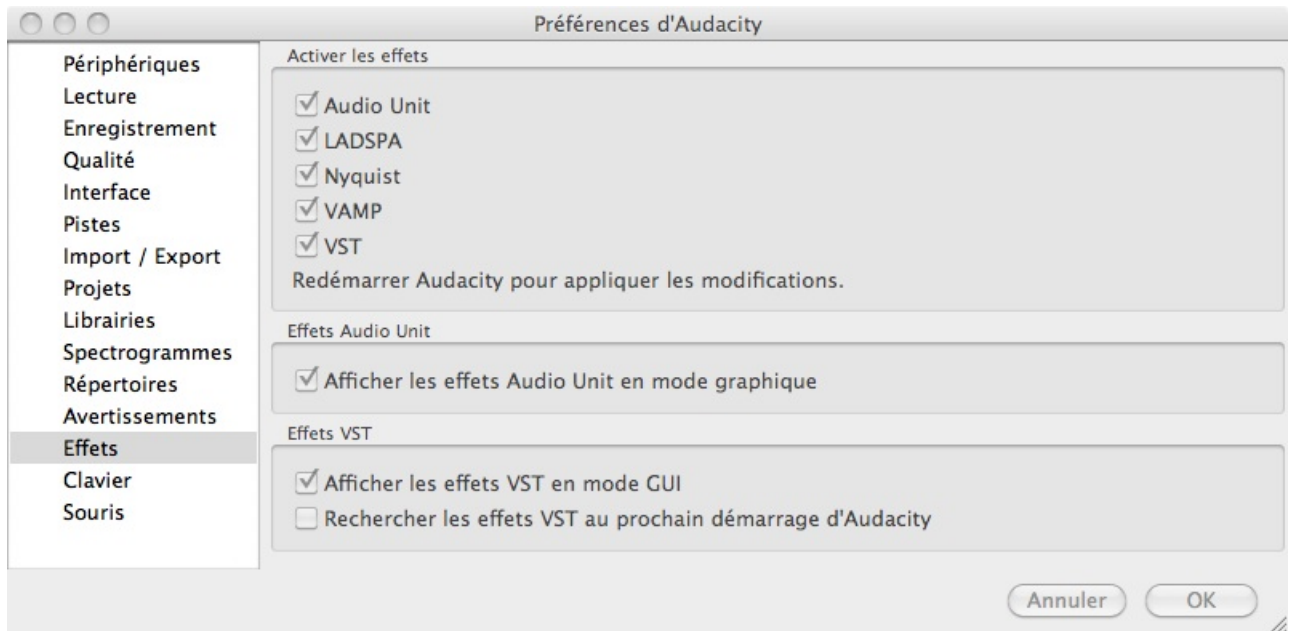 Préférences d'Audacity
Périphériques
Lecture
Enregistrement
Qualité
Interface
Pistes
Import / Export
Projets
Librairies
Spectrogrammes
Répertoires
Avertissements
Effets
Clavier
Souris
Activer les effets
Audio Unit
LADSPA
Nyquist
VAMP
VST
Redémarrer Audacity pour appliquer les modifications.
Effets Audio Unit
Afficher les effets Audio Unit en mode graphique
Effets VST
Afficher les effets VST en mode GUI
Rechercher les effets VST au prochain démarrage d'Audacity
Annuler
OK